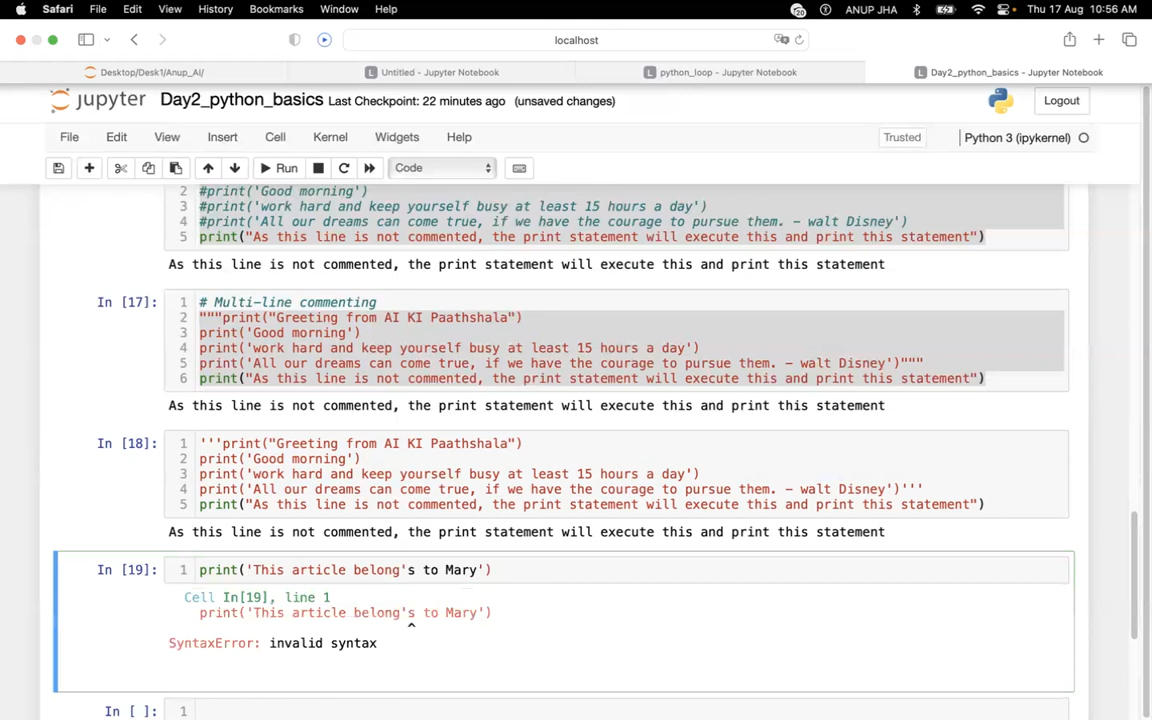 Safari File Edit View History Bookmarks Window Help 20 ANUP JHA Thu 17 Aug 10:56 AM
localhost
Desktop/Desk1/Anup_AI/ Untitled - Jupyter Notebook python_loop - Jupyter Notebook Day2_python_basics - Jupyter Notebook
jupyter Day2_python_basics Last Checkpoint: 22 minutes ago (unsaved changes) Logout
File Edit View Insert Cell Kernel Widgets Help Trusted Python 3 (ipykernel)
Run Code
2 #print('Good morning')
3 #print('work hard and keep yourself busy at least 15 hours a day')
4 #print('All our dreams can come true, if we have the courage to pursue them. – walt Disney')
5 print("As this line is not commented, the print statement will execute this and print this statement")
As this line is not commented, the print statement will execute this and print this statement
In [17]: 1 # Multi-line commenting
2 """print("Greeting from AI KI Paathshala")
3 print('Good morning')
4 print('work hard and keep yourself busy at least 15 hours a day')
5 print('All our dreams can come true, if we have the courage to pursue them. – walt Disney')"""
6 print("As this line is not commented, the print statement will execute this and print this statement")
As this line is not commented, the print statement will execute this and print this statement
In [18]: 1 '''print("Greeting from AI KI Paathshala")
2 print('Good morning')
3 print('work hard and keep yourself busy at least 15 hours a day')
4 print('All our dreams can come true, if we have the courage to pursue them. – walt Disney')'''
5 print("As this line is not commented, the print statement will execute this and print this statement")
As this line is not commented, the print statement will execute this and print this statement
In [19]: 1 print('This article belong's to Mary')
Cell In[19], line 1
print('This article belong's to Mary')
^
SyntaxError: invalid syntax
In [ ]: 1